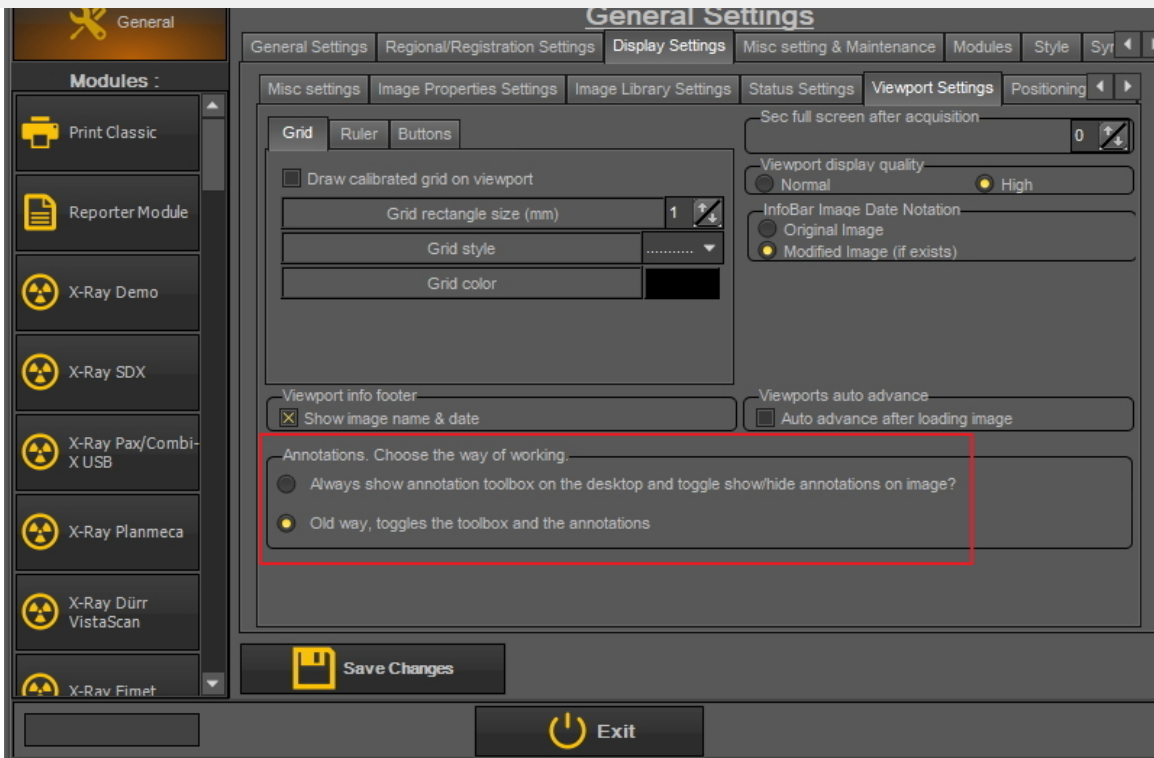 General
General Settings
General Settings
Regional/Registration Settings
Display Settings
Misc setting & Maintenance
Modules
Style
Modules :
Print Classic
Reporter Module
X-Ray Demo
X-Ray SDX
X-Ray Pax/Combi-
X USB
X-Ray Planmeca
X-Ray Dürr
VistaScan
X-Ray Fimet
Misc settings
Image Properties Settings
Image Library Settings
Status Settings
Viewport Settings
Positioning
Grid
Ruler
Buttons
Draw calibrated grid on viewport
Grid rectangle size (mm)
1
Grid style
...........
Grid color
Sec full screen after acquisition
0
Viewport display quality
Normal
High
InfoBar Image Date Notation
Original Image
Modified Image (if exists)
Viewport info footer
Show image name & date
Viewports auto advance
Auto advance after loading image
Annotations. Choose the way of working.
Always show annotation toolbox on the desktop and toggle show/hide annotations on image?
Old way, toggles the toolbox and the annotations
Save Changes
Exit